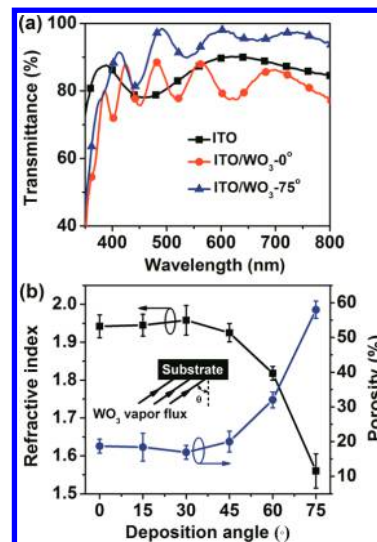 (a)
Transmittance (%)
100
80
60
40
ITO
ITO/WO₃-0°
ITO/WO₃-75°
400 500 600 700 800
Wavelength (nm)
(b)
Refractive index
2.0
1.9
1.8
1.7
1.6
1.5
Substrate
θ
WO₃ vapor flux
60
50
40
30
20
10
Porosity (%)
0 15 30 45 60 75
Deposition angle (◦)